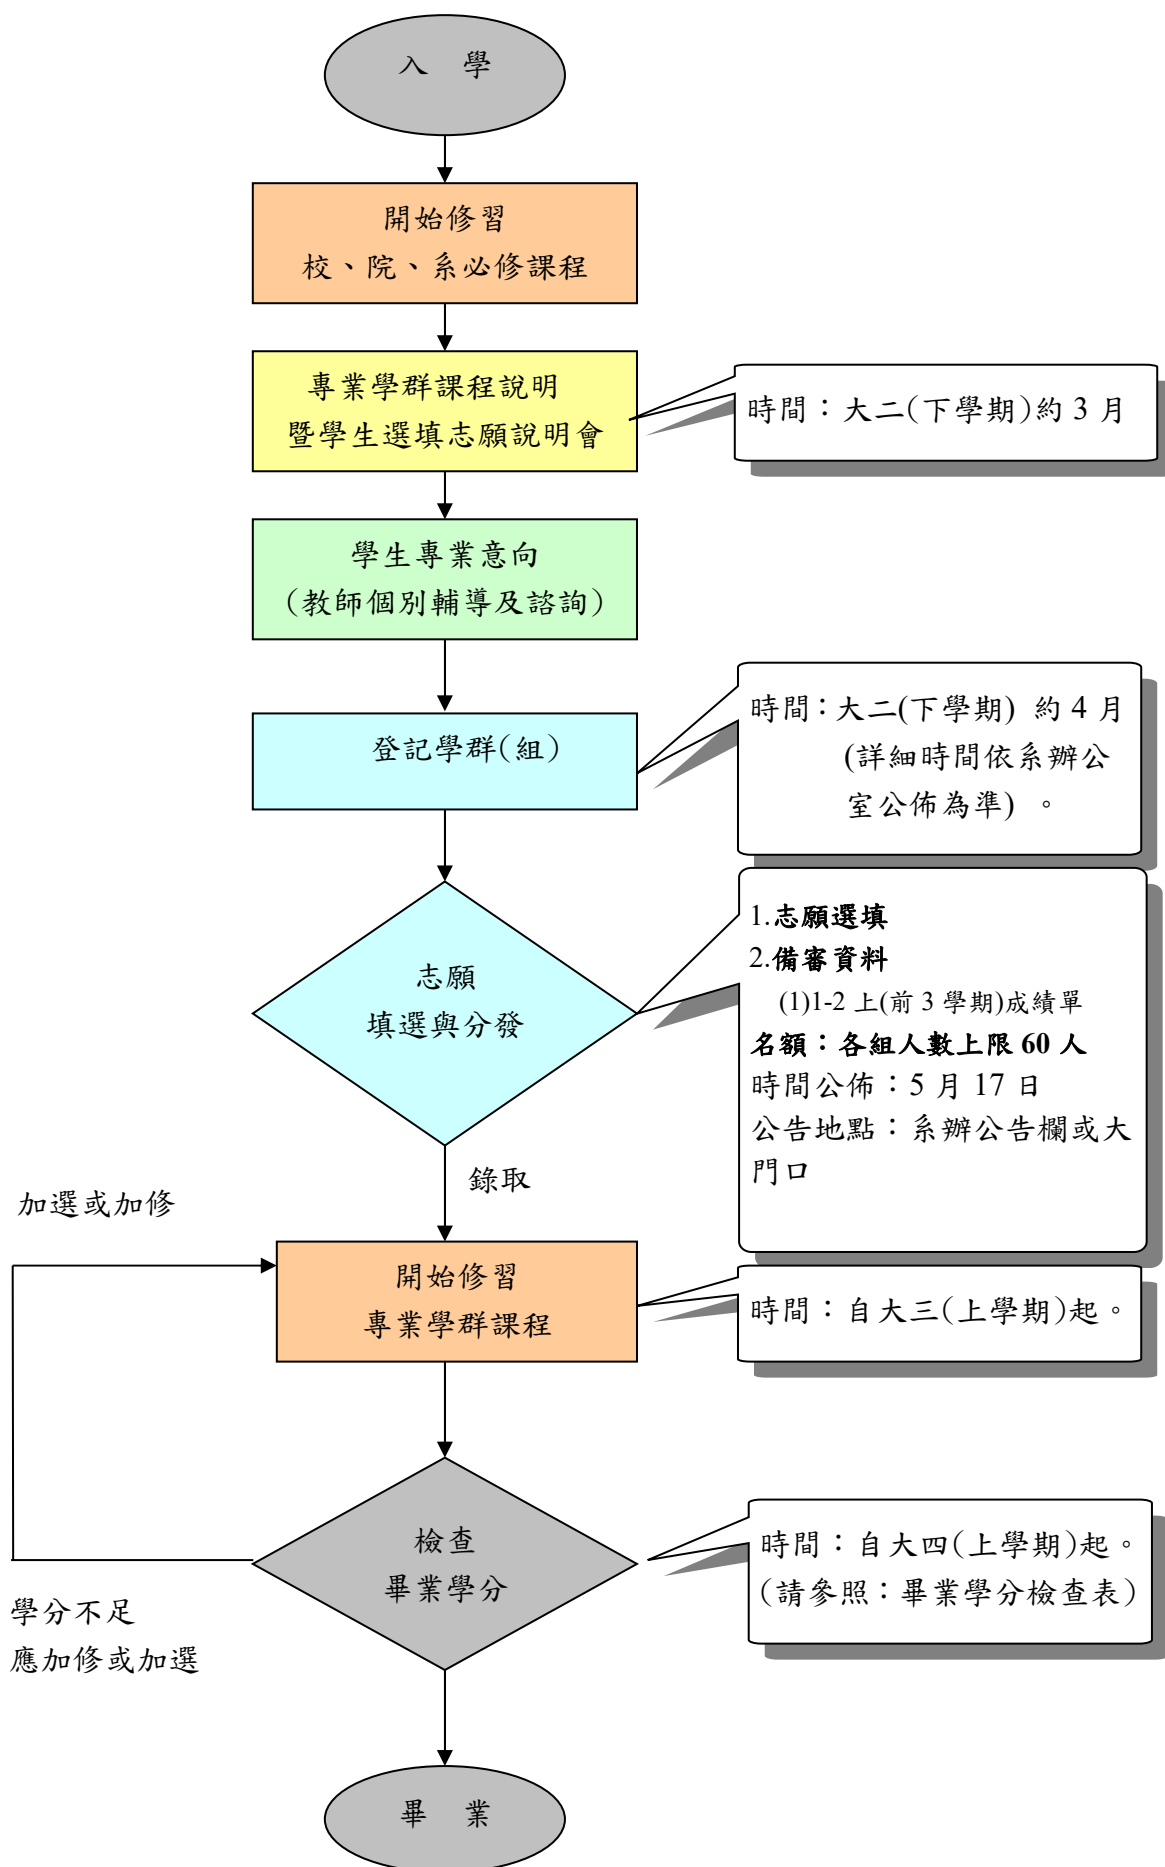 入 學
開始修習
校、院、系必修課程
專業學群課程說明
暨學生選填志願說明會
時間：大二(下學期)約 3 月
學生專業意向
(教師個別輔導及諮詢)
登記學群(組)
時間：大二(下學期) 約 4 月
(詳細時間依系辦公
室公佈為準) 。
志願
填選與分發
1.志願選填
2.備審資料
(1)1-2 上(前 3 學期)成績單
名額：各組人數上限 60 人
時間公佈：5 月 17 日
公告地點：系辦公告欄或大
門口
錄取
加選或加修
開始修習
專業學群課程
時間：自大三(上學期)起。
檢查
畢業學分
時間：自大四(上學期)起。
(請參照：畢業學分檢查表)
學分不足
應加修或加選
畢 業